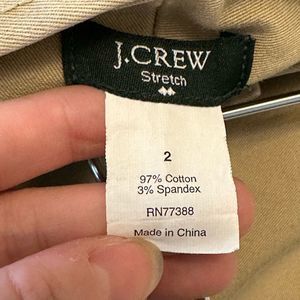 J.CREW
Stretch
2
97% Cotton
3% Spandex
RN77388
Made in China